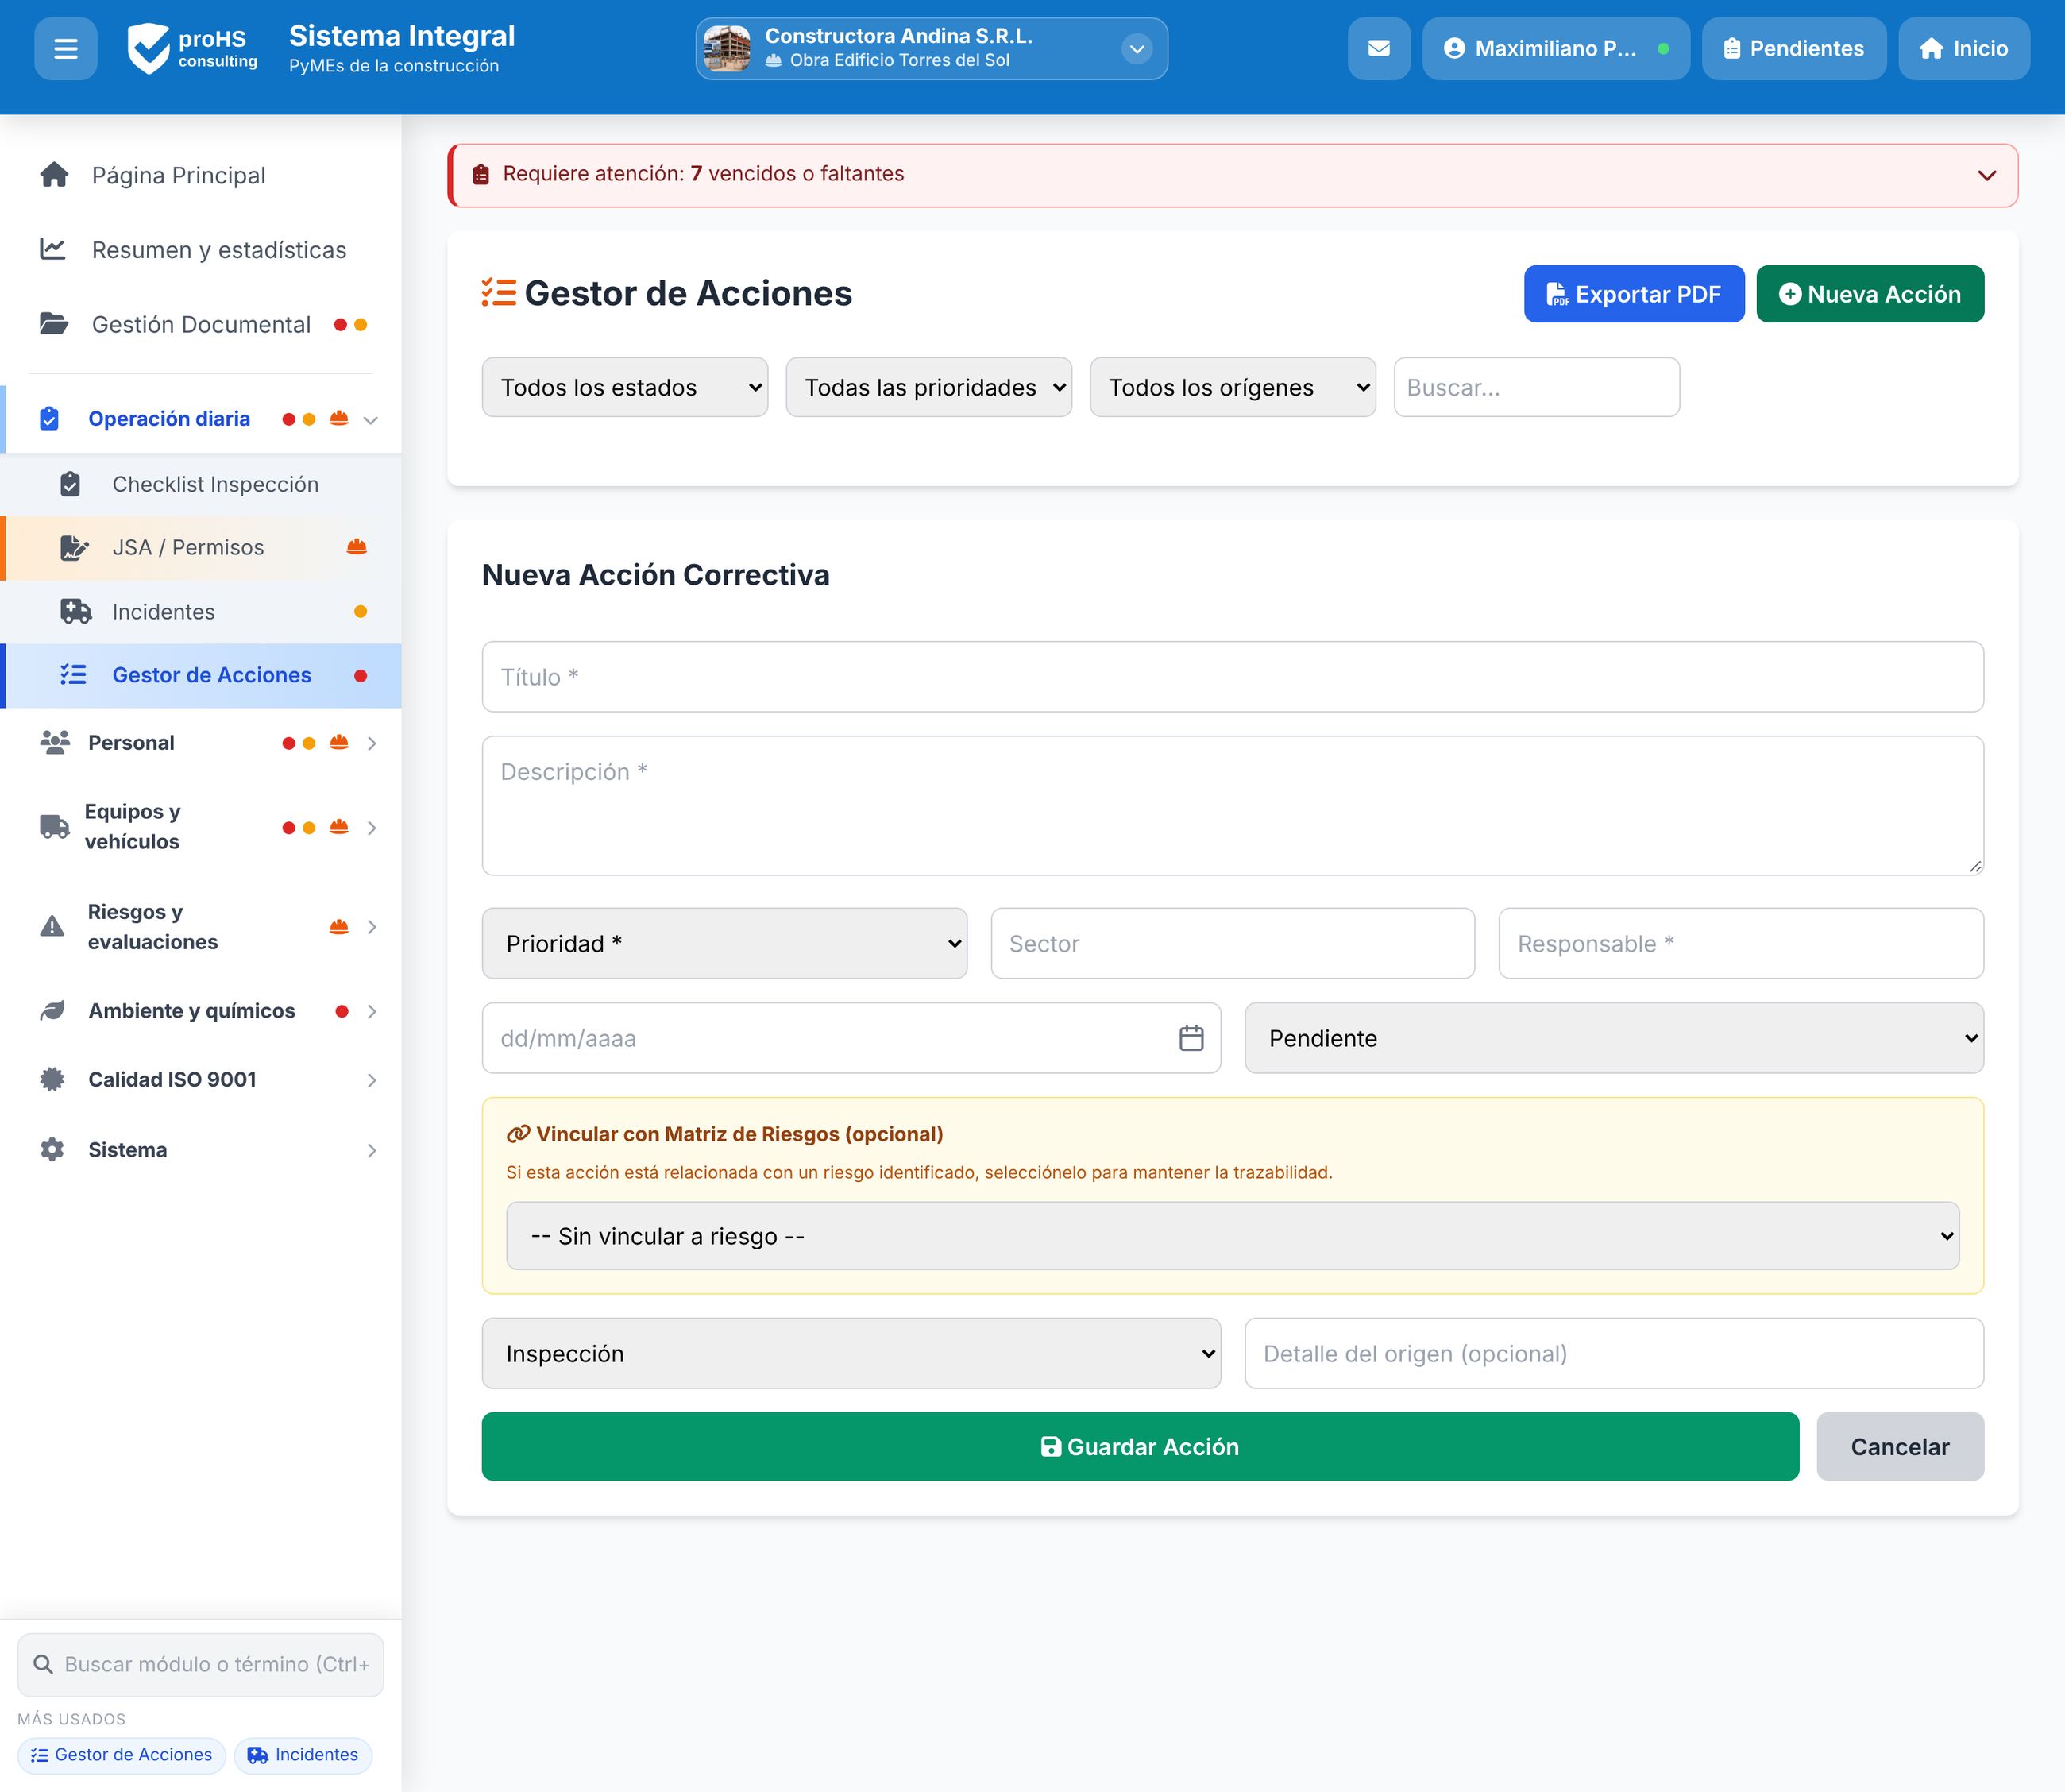 proHS
consulting
Sistema Integral
PyMEs de la construcción
Constructora Andina S.R.L.
Obra Edificio Torres del Sol
Maximiliano P...
Pendientes
Inicio
Página Principal
Resumen y estadísticas
Gestión Documental
Operación diaria
Checklist Inspección
JSA / Permisos
Incidentes
Gestor de Acciones
Personal
Equipos y
vehículos
Riesgos y
evaluaciones
Ambiente y químicos
Calidad ISO 9001
Sistema
Buscar módulo o término (Ctrl+
MÁS USADOS
Gestor de Acciones
Incidentes
Requiere atención: 7 vencidos o faltantes
Gestor de Acciones
PDF Exportar PDF
Nueva Acción
Todos los estados
Todas las prioridades
Todos los orígenes
Buscar...
Nueva Acción Correctiva
Título *
Descripción *
Prioridad *
Sector
Responsable *
dd/mm/aaaa
Pendiente
Vincular con Matriz de Riesgos (opcional)
Si esta acción está relacionada con un riesgo identificado, selecciónelo para mantener la trazabilidad.
-- Sin vincular a riesgo --
Inspección
Detalle del origen (opcional)
Guardar Acción
Cancelar